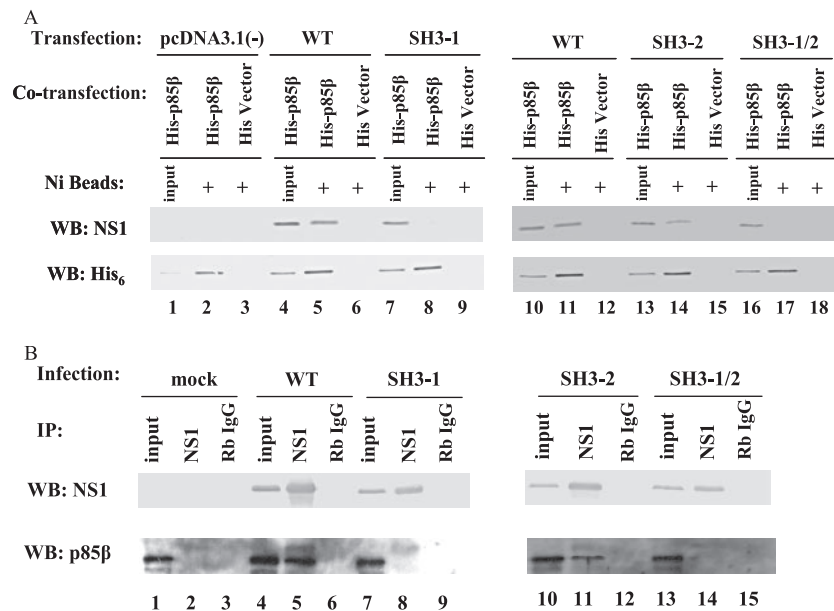 A
Transfection: pcDNA3.1(-) WT SH3-1 WT SH3-2 SH3-1/2
Co-transfection: His-p85β His-p85β His Vector His-p85β His-p85β His Vector His-p85β His-p85β His Vector His-p85β His-p85β His Vector His-p85β His-p85β His Vector His-p85β His-p85β His Vector
Ni Beads: input + + input + + input + + input + + input + + input + +
WB: NS1
WB: His₆
1 2 3 4 5 6 7 8 9 10 11 12 13 14 15 16 17 18
B
Infection: mock WT SH3-1 SH3-2 SH3-1/2
IP: input NS1 Rb IgG input NS1 Rb IgG input NS1 Rb IgG input NS1 Rb IgG input NS1 Rb IgG
WB: NS1
WB: p85β
1 2 3 4 5 6 7 8 9 10 11 12 13 14 15